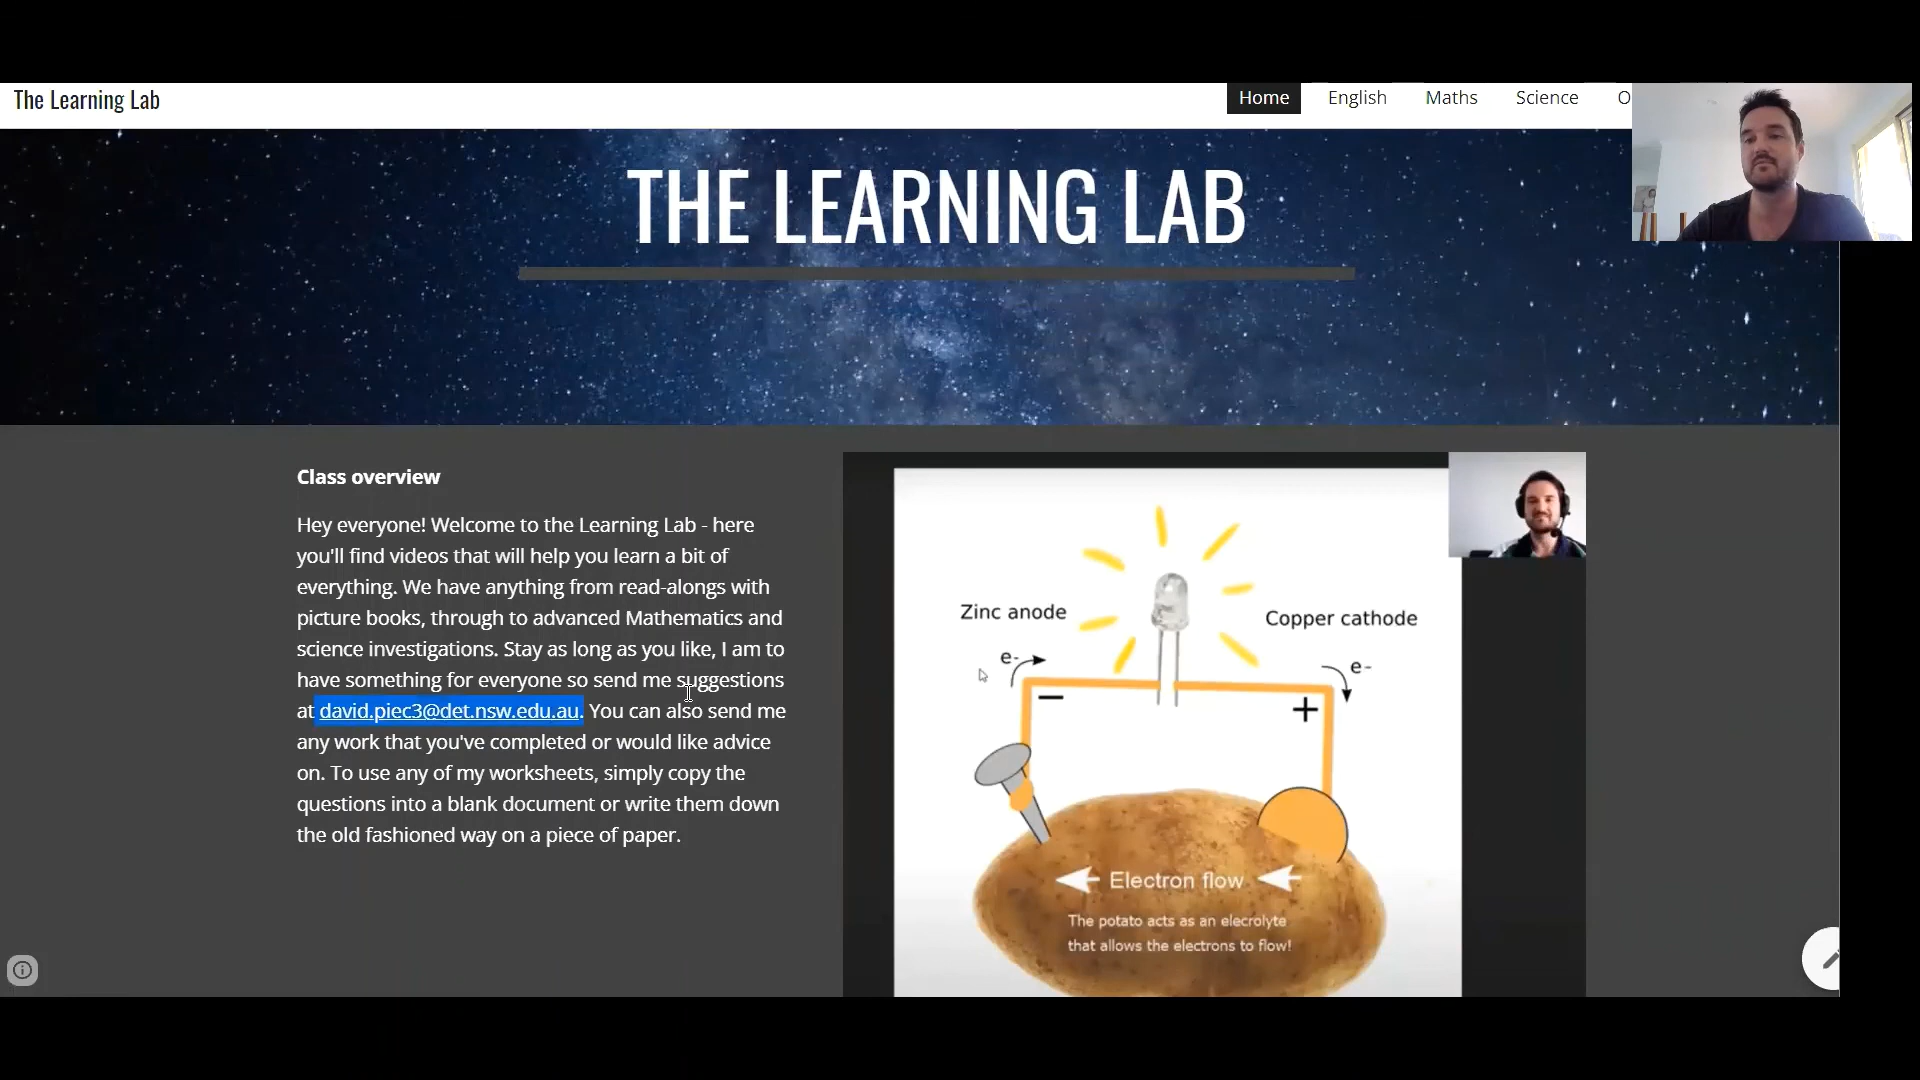 The Learning Lab
Home English Maths Science O
THE LEARNING LAB
Class overview
Hey everyone! Welcome to the Learning Lab - here
you'll find videos that will help you learn a bit of
everything. We have anything from read-alongs with
picture books, through to advanced Mathematics and
science investigations. Stay as long as you like, I am to
have something for everyone so send me suggestions
at david.piec3@det.nsw.edu.au. You can also send me
any work that you've completed or would like advice
on. To use any of my worksheets, simply copy the
questions into a blank document or write them down
the old fashioned way on a piece of paper.
Zinc anode
Copper cathode
e-
e-
−
+
Electron flow
The potato acts as an elecrolyte
that allows the electrons to flow!